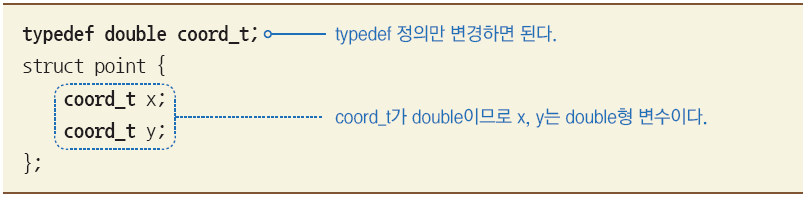 typedef double coord_t; typedef 정의만 변경하면 된다.
struct point {
coord_t x;
coord_t y;
coord_t가 double이므로 x, y는 double형 변수이다.
};